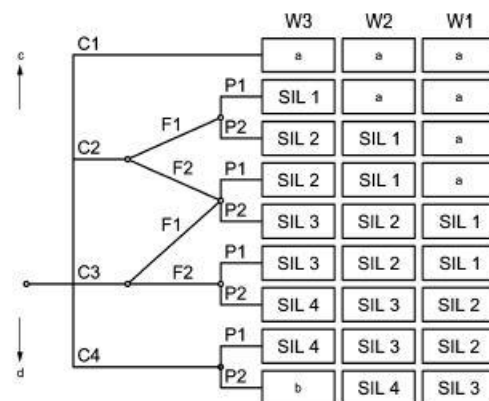 W3 W2 W1
C1 a a a
c
P1 SIL 1 a a
F1
P2 SIL 2 SIL 1 a
C2
F2 P1 SIL 2 SIL 1 a
F1 P2 SIL 3 SIL 2 SIL 1
C3 F2 P1 SIL 3 SIL 2 SIL 1
P2 SIL 4 SIL 3 SIL 2
P1 SIL 4 SIL 3 SIL 2
C4
d
P2 b SIL 4 SIL 3